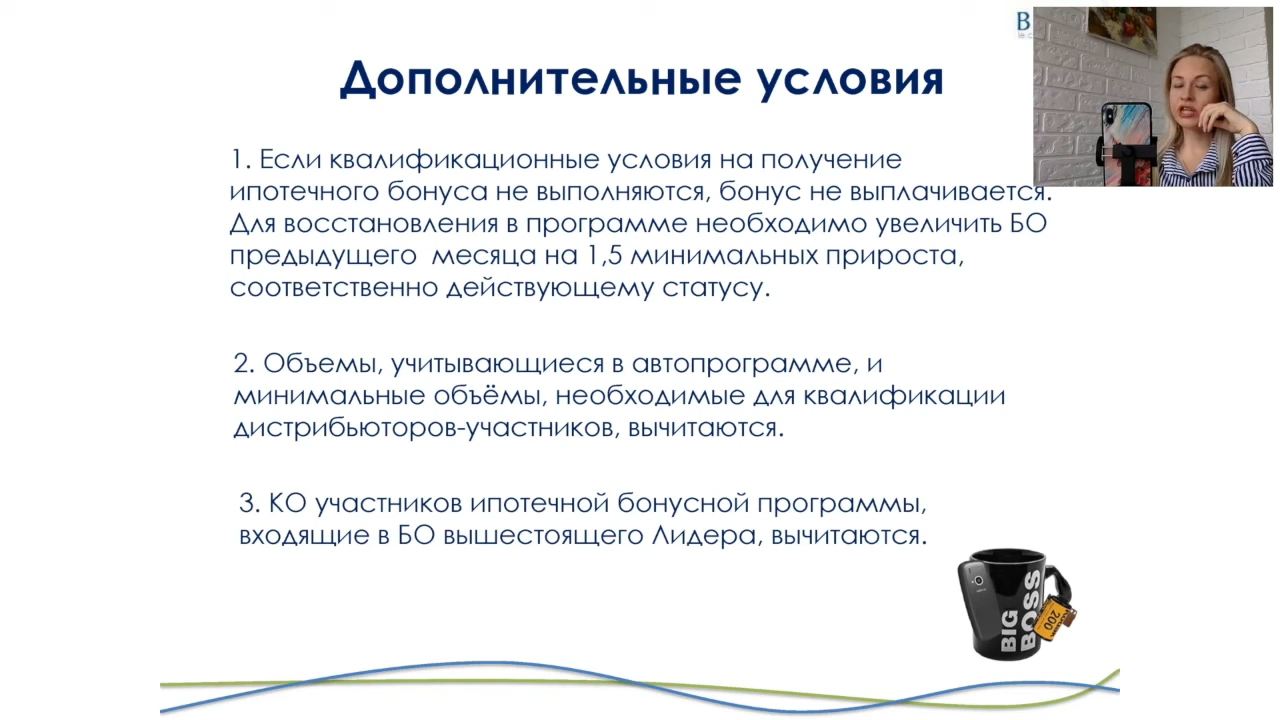 Дополнительные условия
1. Если квалификационные условия на получение
ипотечного бонуса не выполняются, бонус не выплачивается.
Для восстановления в программе необходимо увеличить БО
предыдущего месяца на 1,5 минимальных прироста,
соответственно действующему статусу.
2. Объемы, учитывающиеся в автопрограмме, и
минимальные объёмы, необходимые для квалификации
дистрибьюторов-участников, вычитаются.
3. КО участников ипотечной бонусной программы,
входящие в БО вышестоящего Лидера, вычитаются.
BIG
BOSS
200